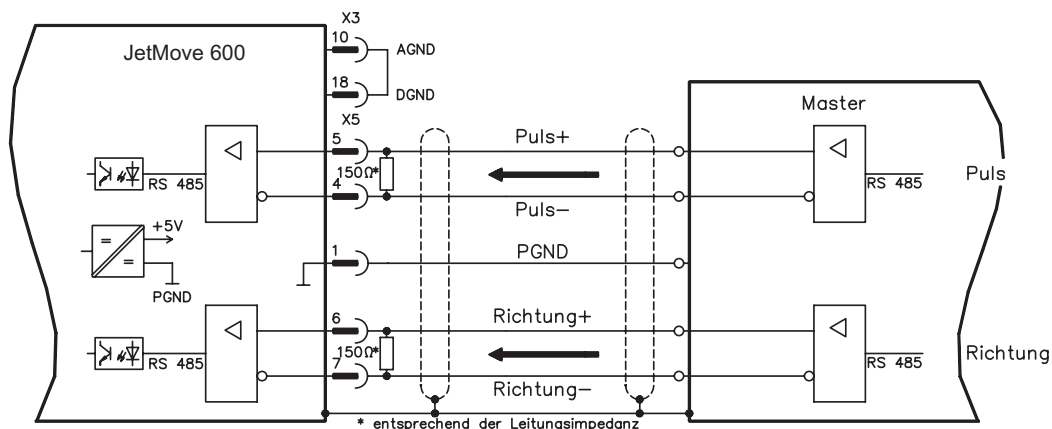 X3
10
AGND
JetMove 600
18
DGND
Master
X5
5
Puls+
150Ω*
RS 485
4
Puls-
RS 485
Puls
+5V
1
PGND
PGND
6
Richtung+
150Ω*
RS 485
7
Richtung-
RS 485
Richtung
* entsprechend der Leitungsimpedanz